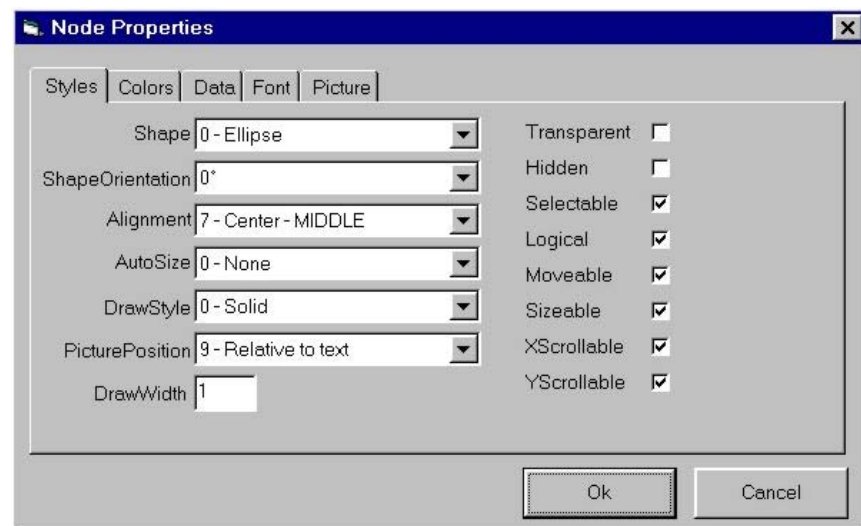 Node Properties
Styles Colors Data Font Picture
Shape 0 - Ellipse
ShapeOrientation 0°
Alignment 7 - Center - MIDDLE
AutoSize 0 - None
DrawStyle 0 - Solid
PicturePosition 9 - Relative to text
DrawWidth 1
Transparent
Hidden
Selectable
Logical
Moveable
Sizeable
XScrollable
YScrollable
Ok Cancel